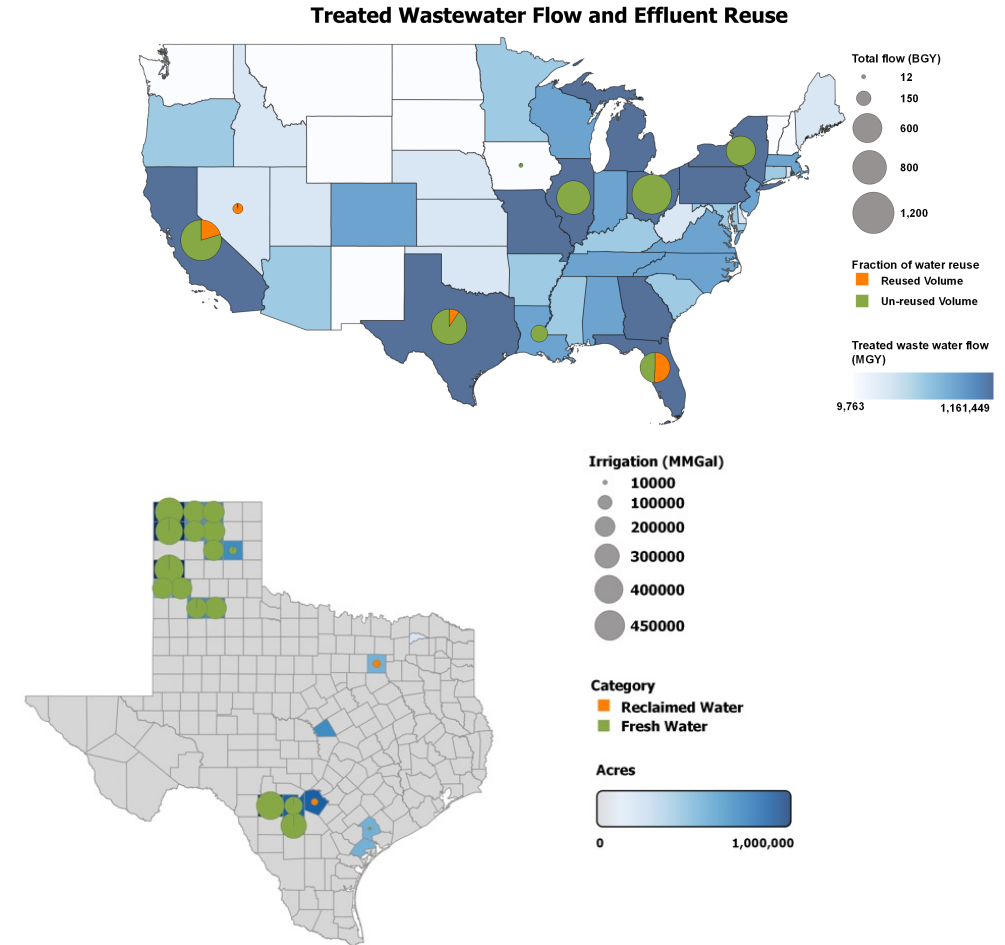 Treated Wastewater Flow and Effluent Reuse
Total flow (BGY)
12
150
600
800
1,200
Fraction of water reuse
Reused Volume
Un-reused Volume
Treated waste water flow
(MGY)
9,763
1,161,449
Irrigation (MMGal)
10000
100000
200000
300000
400000
450000
Category
Reclaimed Water
Fresh Water
Acres
0
1,000,000